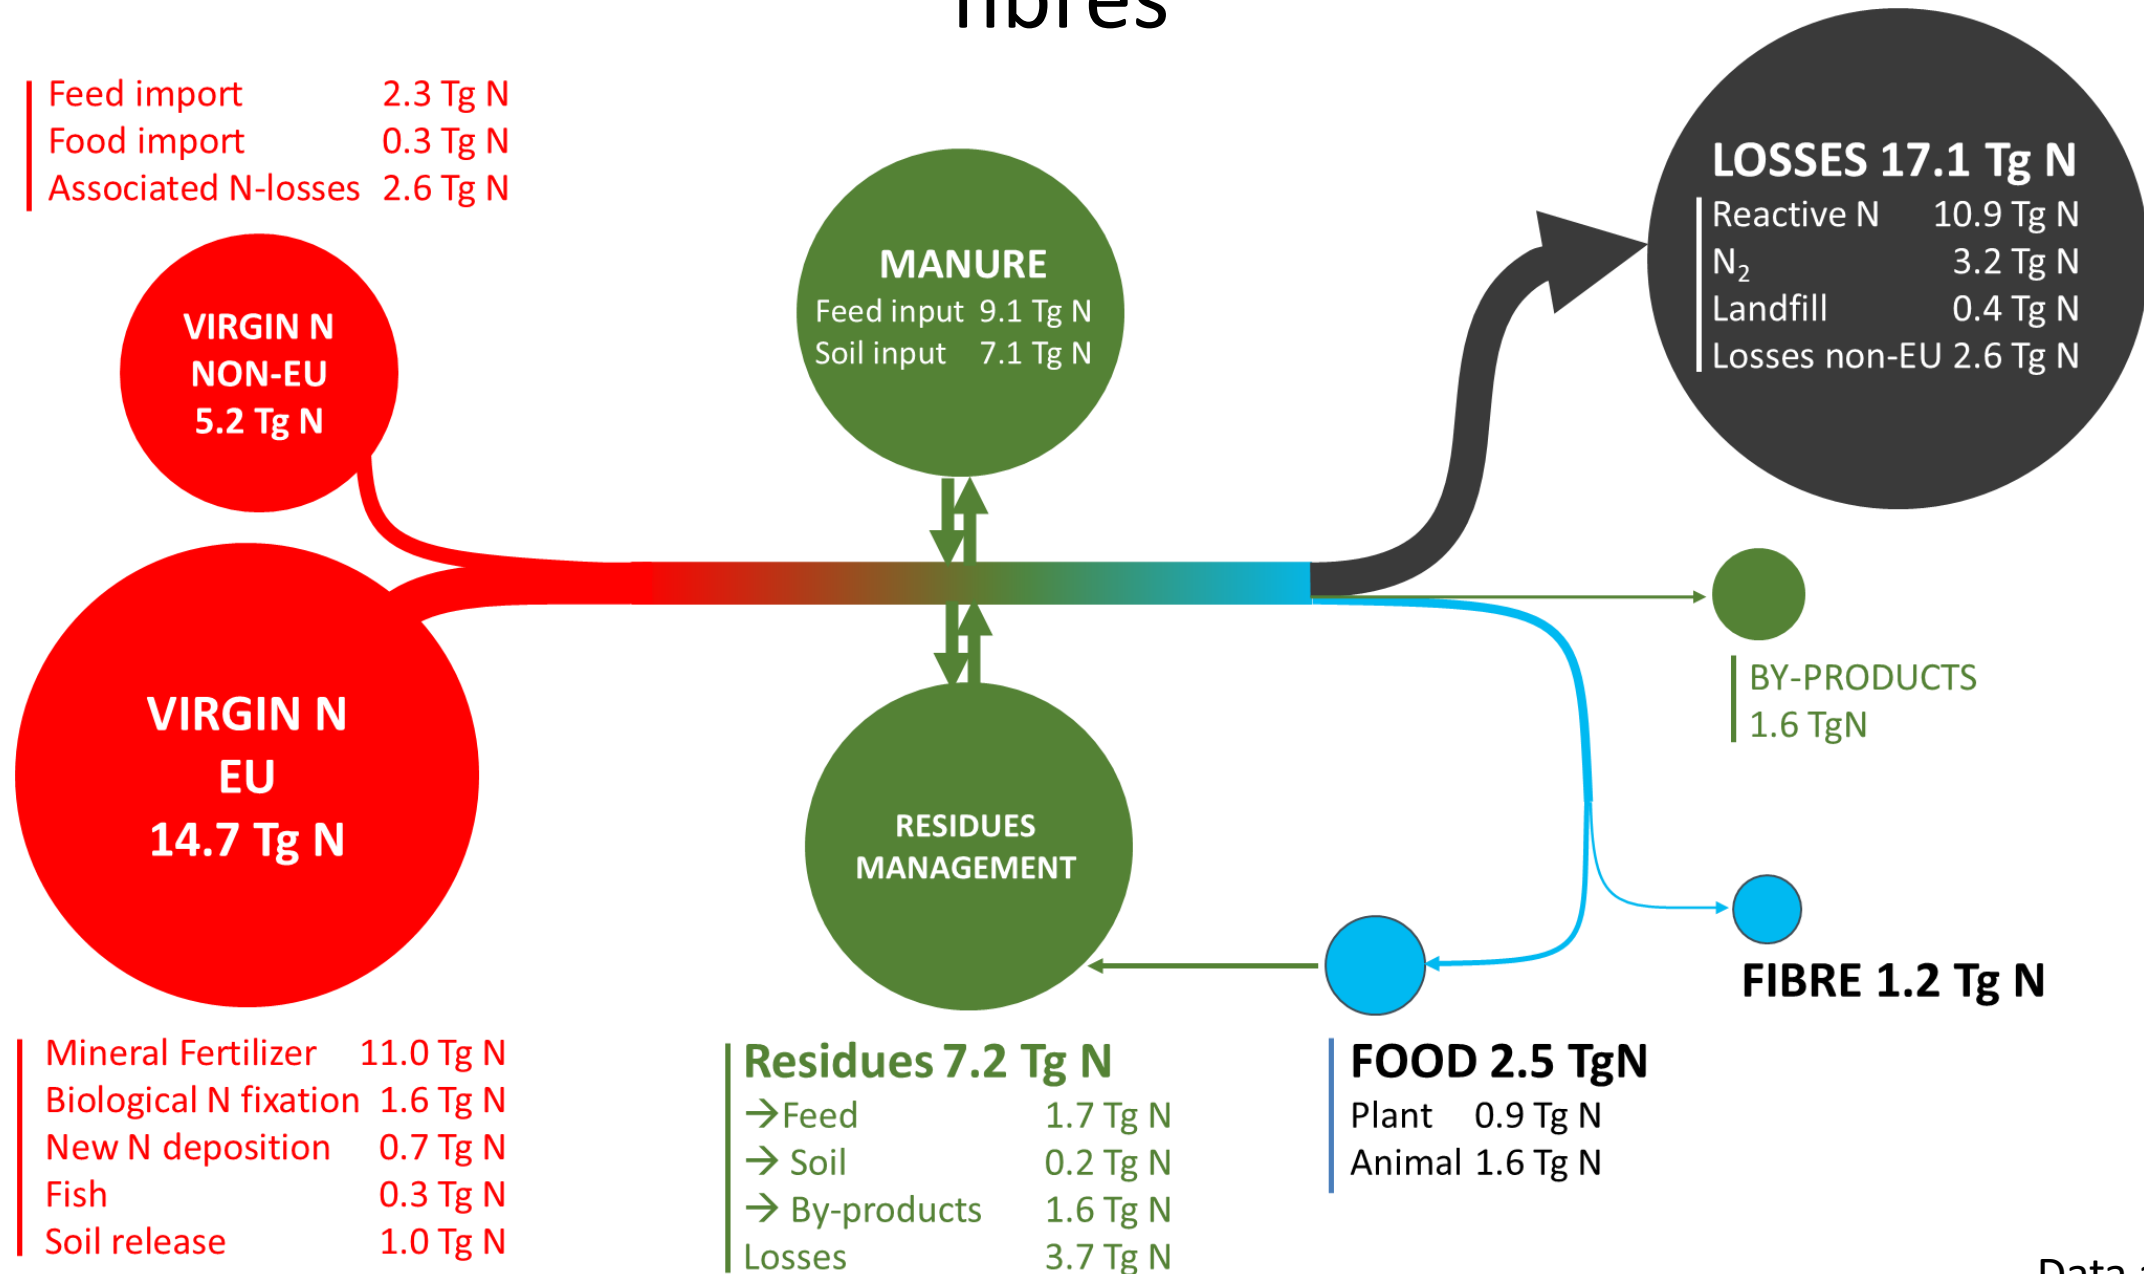 fibres
Feed import 2.3 Tg N
Food import 0.3 Tg N
Associated N-losses 2.6 Tg N
VIRGIN N
NON-EU
5.2 Tg N
MANURE
Feed input 9.1 Tg N
Soil input 7.1 Tg N
LOSSES 17.1 Tg N
Reactive N 10.9 Tg N
N₂ 3.2 Tg N
Landfill 0.4 Tg N
Losses non-EU 2.6 Tg N
VIRGIN N
EU
14.7 Tg N
BY-PRODUCTS
1.6 TgN
RESIDUES
MANAGEMENT
FIBRE 1.2 Tg N
Mineral Fertilizer 11.0 Tg N
Biological N fixation 1.6 Tg N
New N deposition 0.7 Tg N
Fish 0.3 Tg N
Soil release 1.0 Tg N
Residues 7.2 Tg N
→Feed 1.7 Tg N
→ Soil 0.2 Tg N
→ By-products 1.6 Tg N
Losses 3.7 Tg N
FOOD 2.5 TgN
Plant 0.9 Tg N
Animal 1.6 Tg N
Data